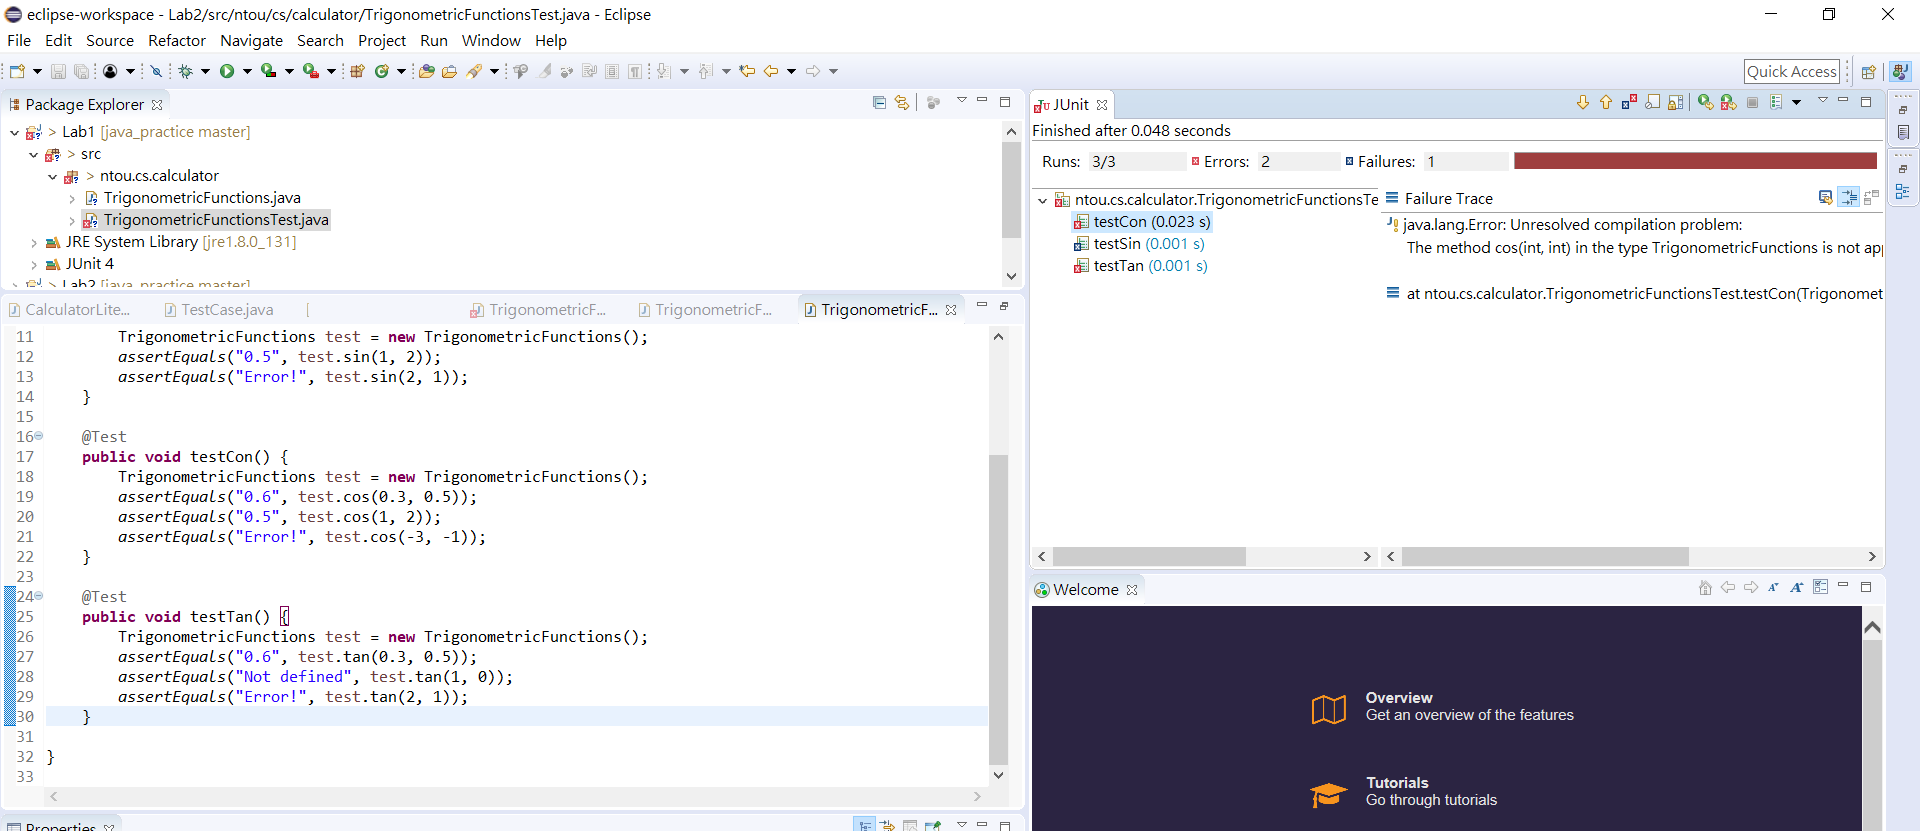 eclipse-workspace - Lab2/src/ntou/cs/calculator/TrigonometricFunctionsTest.java - Eclipse
File Edit Source Refactor Navigate Search Project Run Window Help
Quick Access
Package Explorer
> Lab1 [java_practice master]
> src
> ntou.cs.calculator
TrigonometricFunctions.java
TrigonometricFunctionsTest.java
JRE System Library [jre1.8.0_131]
JUnit 4
> Lab2 [java_practice master]
CalculatorLite... TestCase.java TrigonometricF... TrigonometricF... TrigonometricF...
11 TrigonometricFunctions test = new TrigonometricFunctions();
12 assertEquals("0.5", test.sin(1, 2));
13 assertEquals("Error!", test.sin(2, 1));
14 }
15
16 @Test
17 public void testCon() {
18 TrigonometricFunctions test = new TrigonometricFunctions();
19 assertEquals("0.6", test.cos(0.3, 0.5));
20 assertEquals("0.5", test.cos(1, 2));
21 assertEquals("Error!", test.cos(-3, -1));
22 }
23
24 @Test
25 public void testTan() {
26 TrigonometricFunctions test = new TrigonometricFunctions();
27 assertEquals("0.6", test.tan(0.3, 0.5));
28 assertEquals("Not defined", test.tan(1, 0));
29 assertEquals("Error!", test.tan(2, 1));
30 }
31
32 }
33
Properties
JUnit
Finished after 0.048 seconds
Runs: 3/3 Errors: 2 Failures: 1
ntou.cs.calculator.TrigonometricFunctionsTe
testCon (0.023 s)
testSin (0.001 s)
testTan (0.001 s)
Failure Trace
java.lang.Error: Unresolved compilation problem:
The method cos(int, int) in the type TrigonometricFunctions is not app
at ntou.cs.calculator.TrigonometricFunctionsTest.testCon(Trigonomet
Welcome
Overview
Get an overview of the features
Tutorials
Go through tutorials